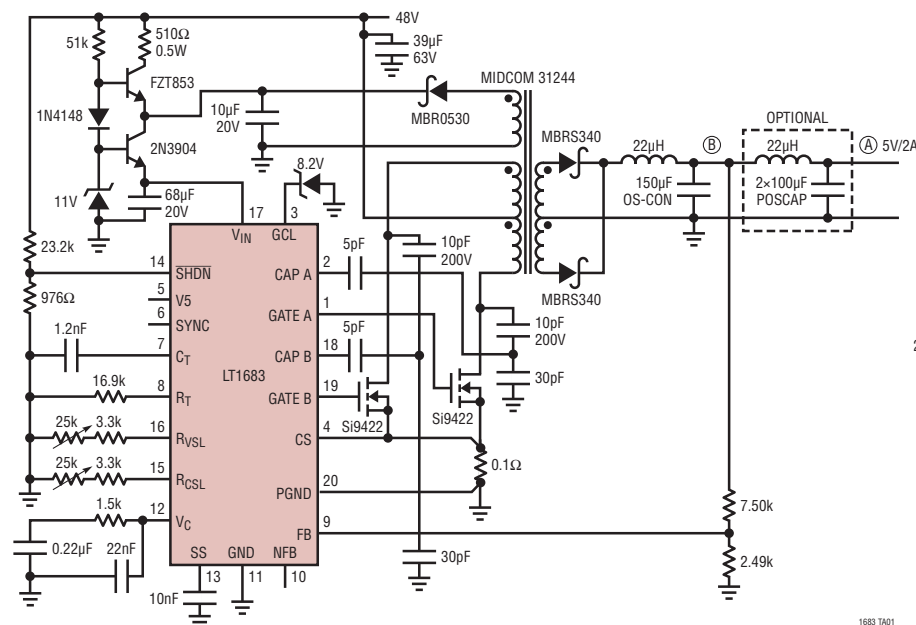 48V
51k
510Ω
0.5W
39µF
63V
FZT853
MIDCOM 31244
1N4148
10µF
20V
MBR0530
MBRS340
OPTIONAL
2N3904
22µH
B
22µH
A 5V/2A
8.2V
11V
68µF
20V
150µF
OS-CON
2×100µF
POSCAP
17
3
VIN
GCL
23.2k
14
SHDN
CAP A
2
5pF
10pF
200V
976Ω
5
V5
GATE A
1
MBRS340
6
SYNC
1.2nF
7
CT
CAP B
18
5pF
10pF
200V
LT1683
16.9k
8
RT
GATE B
19
Si9422
30pF
Si9422
25k
3.3k
16
RVSL
CS
4
0.1Ω
25k
3.3k
15
RCSL
PGND
20
7.50k
1.5k
12
VC
FB
9
0.22µF
22nF
SS
GND
NFB
30pF
2.49k
13
11
10
10nF
2
1683 TA01